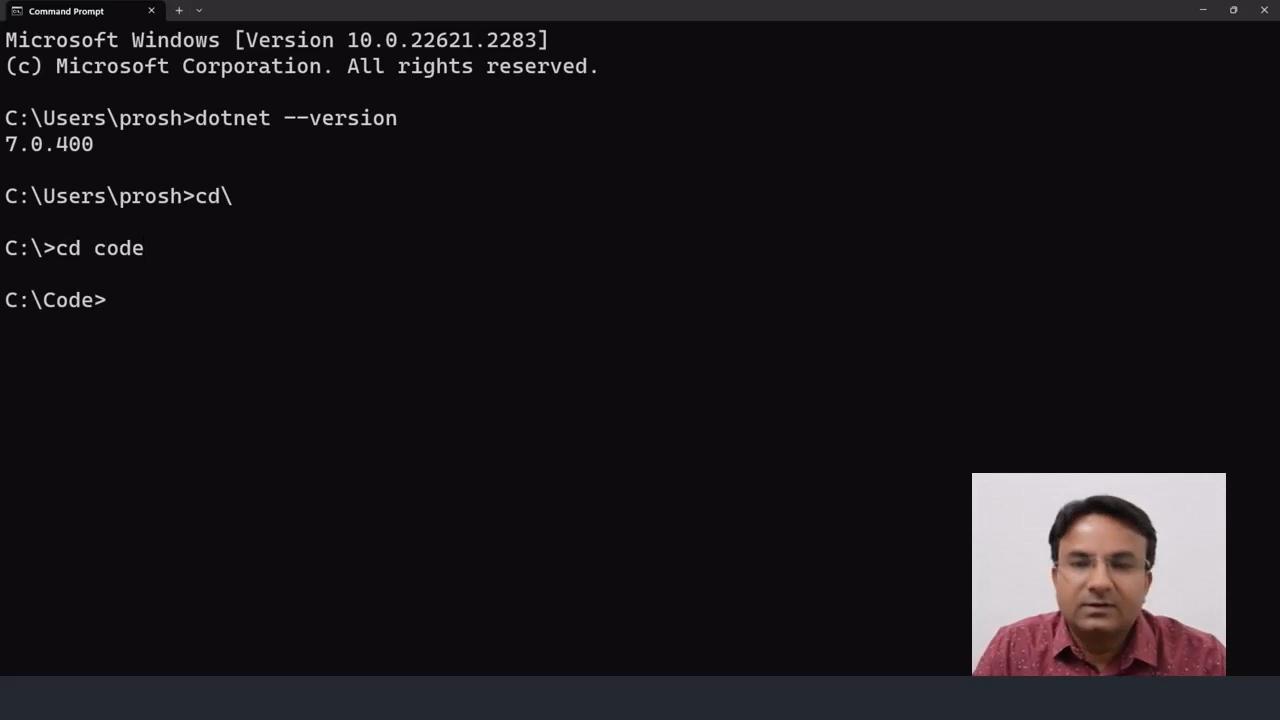 Command Prompt
Microsoft Windows [Version 10.0.22621.2283]
(c) Microsoft Corporation. All rights reserved.
C:\Users\prosh>dotnet --version
7.0.400
C:\Users\prosh>cd\
C:\>cd code
C:\Code>